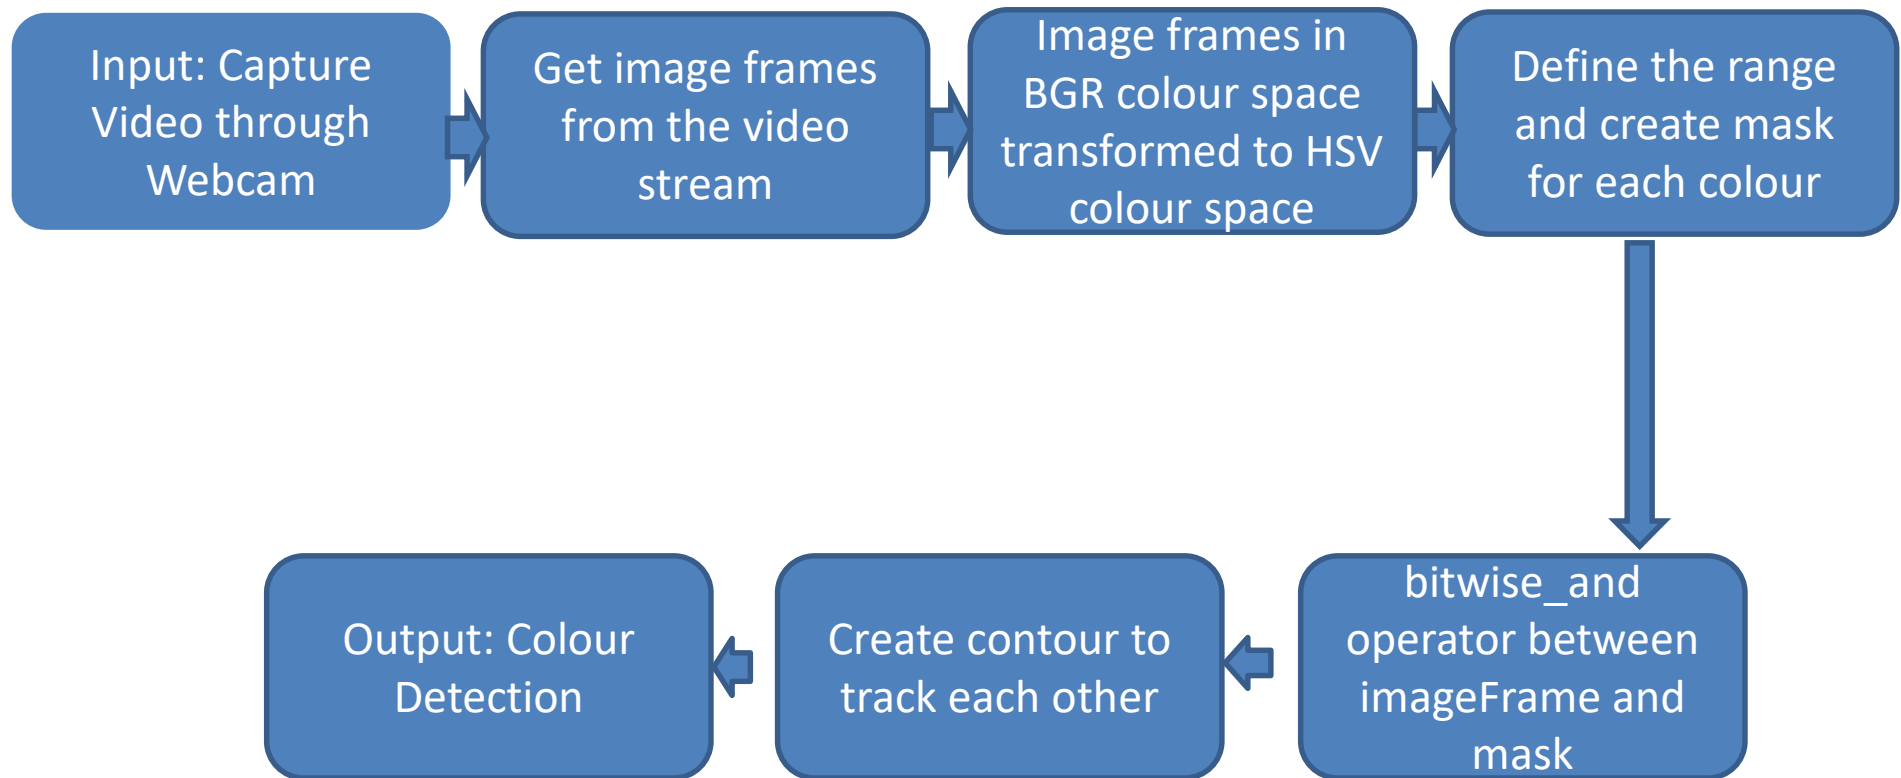 Input: Capture
Video through
Webcam
Get image frames
from the video
stream
Image frames in
BGR colour space
transformed to HSV
colour space
Define the range
and create mask
for each colour
bitwise_and
operator between
imageFrame and
mask
Create contour to
track each other
Output: Colour
Detection